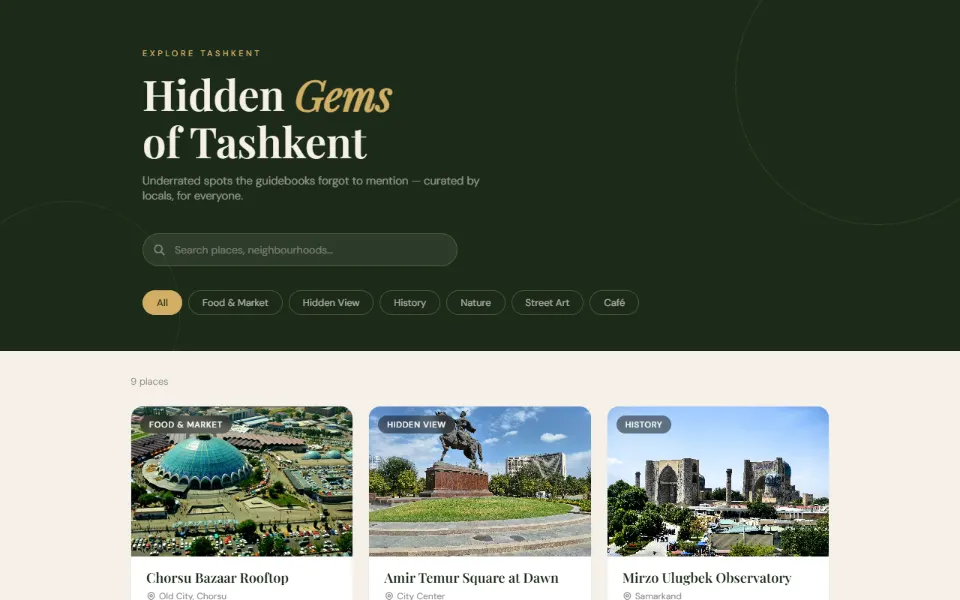 EXPLORE TASHKENT
Hidden Gems
of Tashkent
Underrated spots the guidebooks forgot to mention — curated by
locals, for everyone.
Search places, neighbourhoods...
All
Food & Market
Hidden View
History
Nature
Street Art
Café
9 places
FOOD & MARKET
HIDDEN VIEW
HISTORY
Chorsu Bazaar Rooftop
Amir Temur Square at Dawn
Mirzo Ulugbek Observatory
Old City, Chorsu
City Center
Samarkand